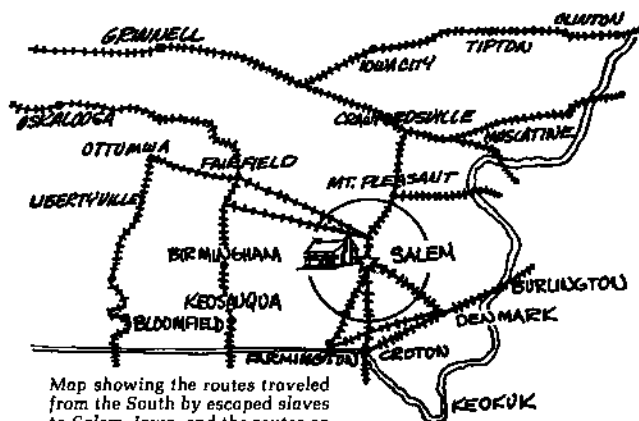 CLINTON
GRINNELL
TIPTON
IOWA CITY
OSKALOOSA
CRAWFORDSVILLE
MUSCATINE
OTTUMWA
FAIRFIELD
MT. PLEASANT
LIBERTYVILLE
BIRMINGHAM
SALEM
KEOSAUQUA
BURLINGTON
BLOOMFIELD
DENMARK
FARMINGTON
CROTON
KEOKUK
Map showing the routes traveled
from the South by escaped slaves